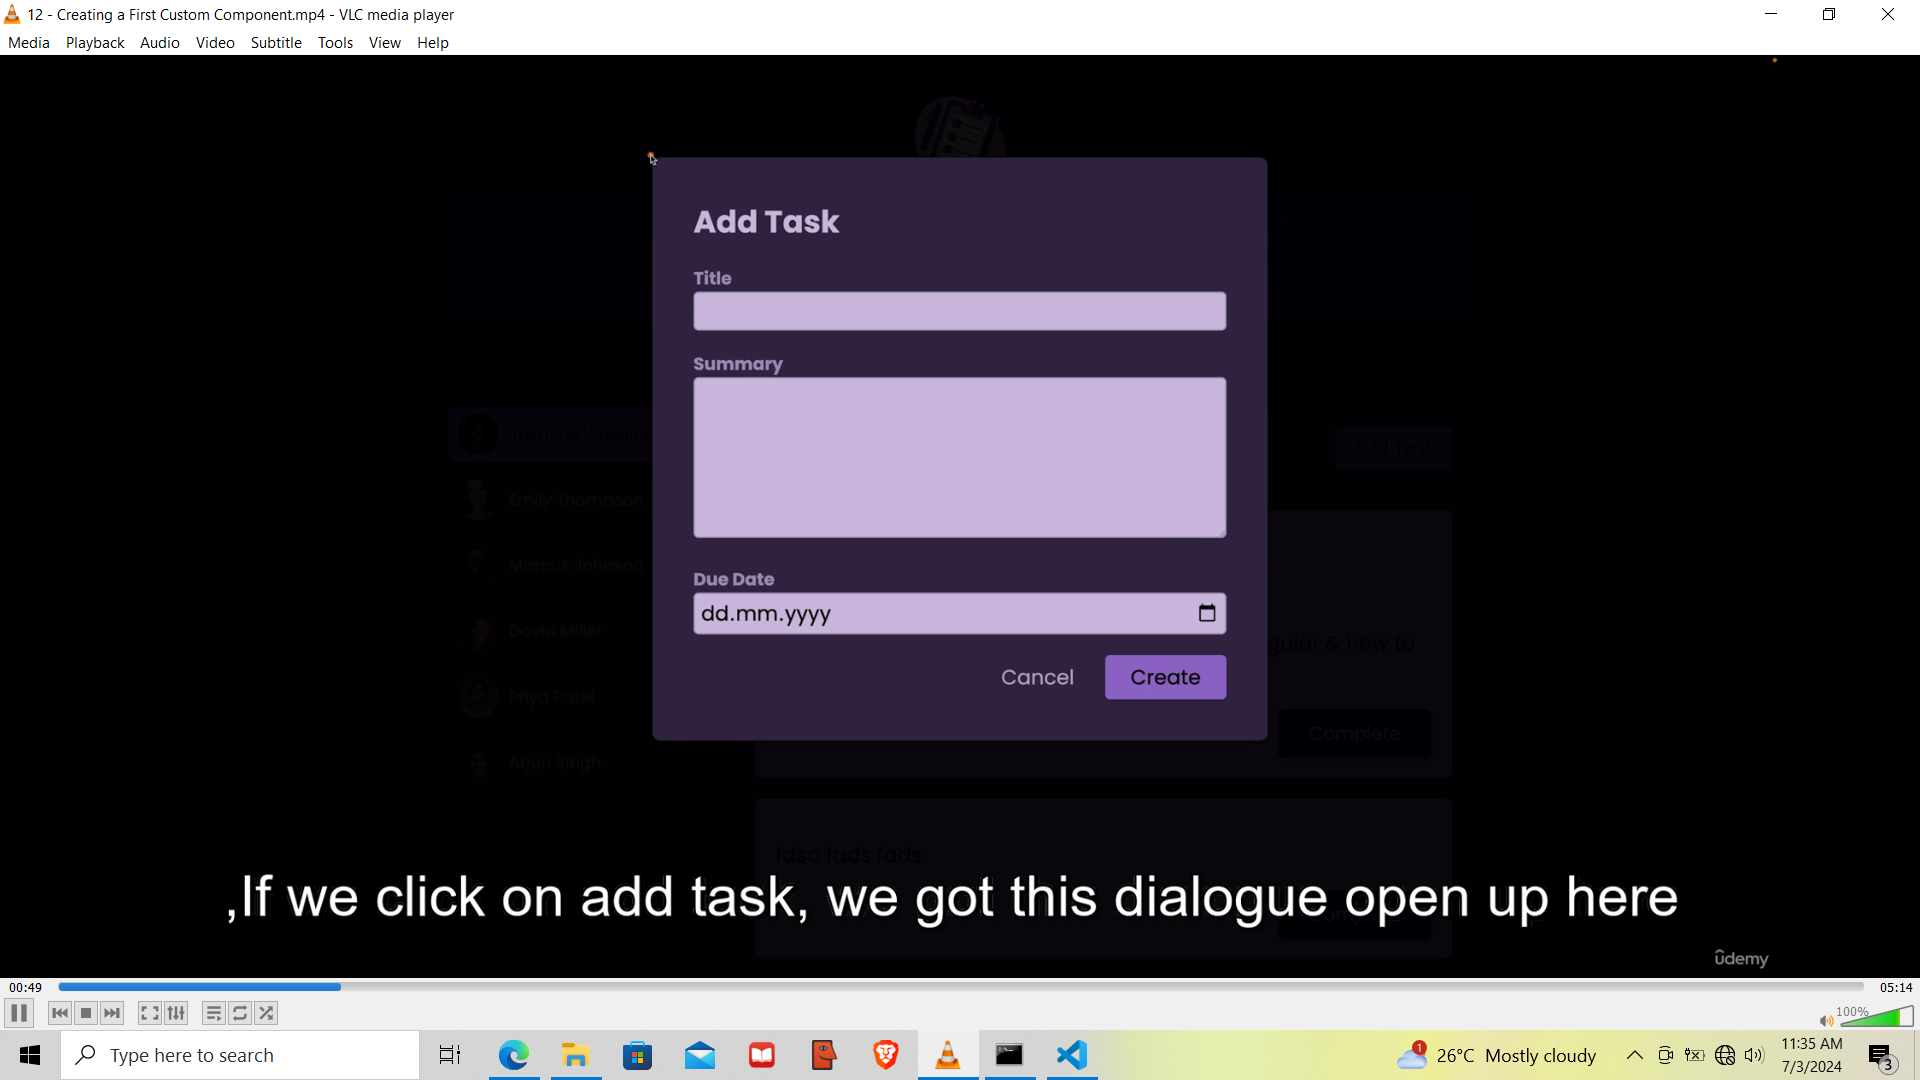 12 - Creating a First Custom Component.mp4 - VLC media player
Media Playback Audio Video Subtitle Tools View Help
Add Task
Title
Summary
Jasmine Washing
Add Task
Emily Thompson
Marcus Johnson
Due Date
dd.mm.yyyy
David Miller
gular & how to
Cancel Create
Priya Patel
Complete
Arjun Singh
fdsa fads fads
,If we click on add task, we got this dialogue open up here
ûdemy
00:49 05:14
100%
Type here to search
1 26°C Mostly cloudy
11:35 AM
7/3/2024
3